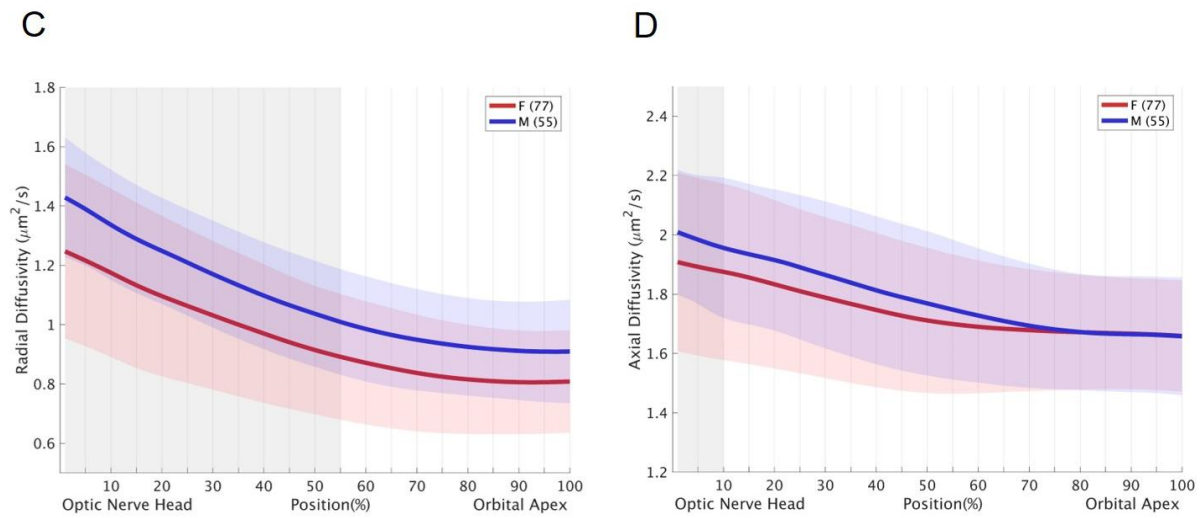 C
Radial Diffusivity (μm²/s)
1.8
1.6
1.4
1.2
1
0.8
0.6
F (77)
M (55)
10 20 30 40 50 60 70 80 90 100
Optic Nerve Head Position(%) Orbital Apex
D
Axial Diffusivity (μm²/s)
2.4
2.2
2
1.8
1.6
1.4
1.2
F (77)
M (55)
10 20 30 40 50 60 70 80 90 100
Optic Nerve Head Position(%) Orbital Apex